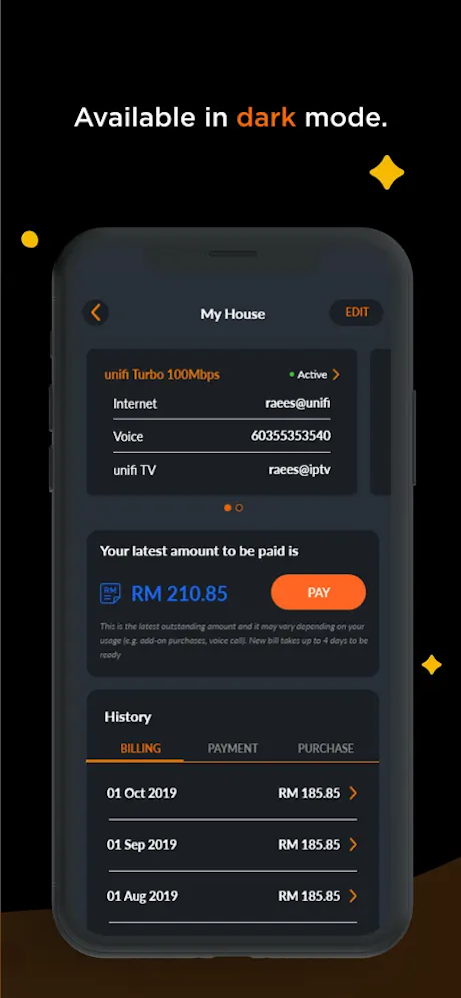 Available in dark mode.
My House
EDIT
unifi Turbo 100Mbps
Active
Internet
raees@unifi
Voice
60355353540
unifi TV
raees@iptv
Your latest amount to be paid is
RM
RM 210.85
PAY
This is the latest outstanding amount and it may vary depending on your
usage (e.g. add-on purchases, voice call). New bill takes up to 4 days to be
ready
History
BILLING
PAYMENT
PURCHASE
01 Oct 2019
RM 185.85
01 Sep 2019
RM 185.85
01 Aug 2019
RM 185.85